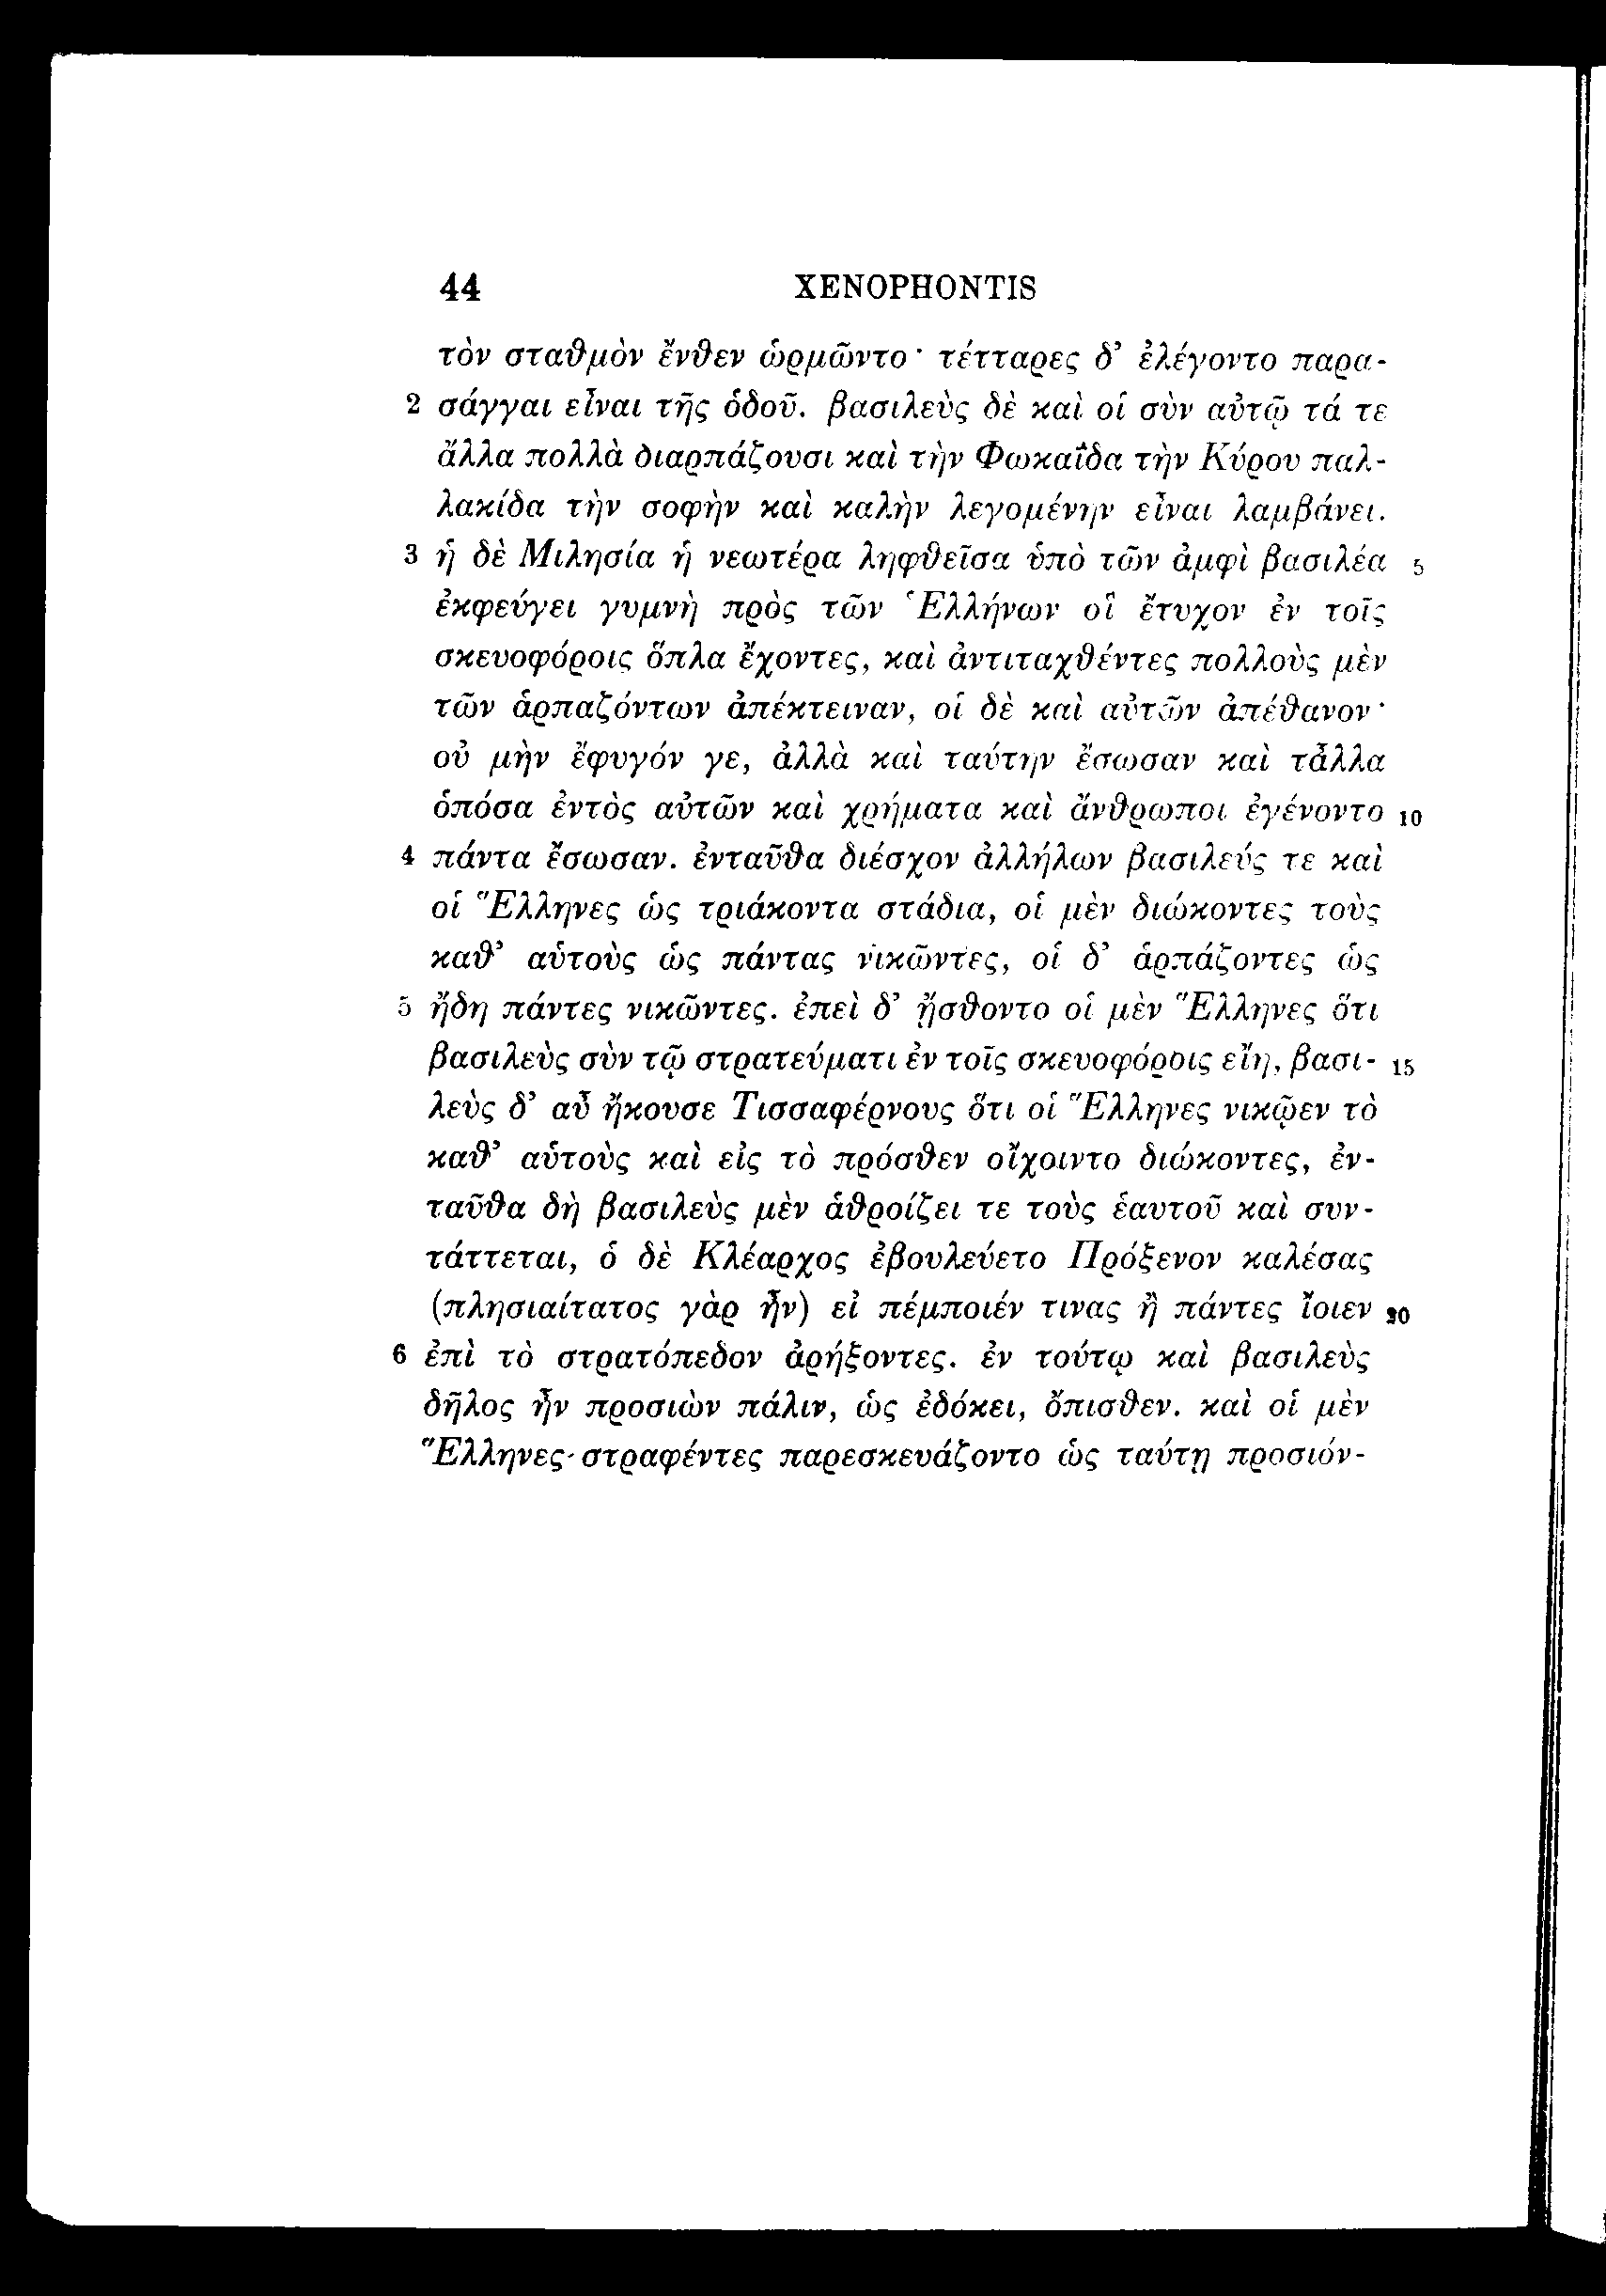 44 XENOPHONTIS
τὸν σταθμὸν ἔνθεν ὡρμῶντο· τέτταρες δ’ ἐλέγοντο παρα-
2 σάγγαι εἶναι τῆς ὁδοῦ. βασιλεὺς δὲ καὶ οἱ σὺν αὐτῷ τά τε
ἄλλα πολλὰ διαρπάζουσι καὶ τὴν Φωκαΐδα τὴν Κύρου παλ-
λακίδα τὴν σοφὴν καὶ καλὴν λεγομένην εἶναι λαμβάνει.
3 ἡ δὲ Μιλησία ἡ νεωτέρα ληφθεῖσα ὑπὸ τῶν ἀμφὶ βασιλέα 5
ἐκφεύγει γυμνὴ πρὸς τῶν Ἑλλήνων οἳ ἔτυχον ἐν τοῖς
σκευοφόροις ὅπλα ἔχοντες, καὶ ἀντιταχθέντες πολλοὺς μὲν
τῶν ἁρπαζόντων ἀπέκτειναν, οἱ δὲ καὶ αὐτῶν ἀπέθανον·
οὐ μὴν ἔφυγόν γε, ἀλλὰ καὶ ταύτην ἔσωσαν καὶ τἆλλα
ὁπόσα ἐντὸς αὐτῶν καὶ χρήματα καὶ ἄνθρωποι ἐγένοντο 10
4 πάντα ἔσωσαν. ἐνταῦθα διέσχον ἀλλήλων βασιλεύς τε καὶ
οἱ Ἕλληνες ὡς τριάκοντα στάδια, οἱ μὲν διώκοντες τοὺς
καθ’ αὑτοὺς ὡς πάντας νικῶντες, οἱ δ’ ἁρπάζοντες ὡς
5 ἤδη πάντες νικῶντες. ἐπεὶ δ’ ᾔσθοντο οἱ μὲν Ἕλληνες ὅτι
βασιλεὺς σὺν τῷ στρατεύματι ἐν τοῖς σκευοφόροις εἴη, βασι- 15
λεὺς δ’ αὖ ἤκουσε Τισσαφέρνους ὅτι οἱ Ἕλληνες νικῷεν τὸ
καθ’ αὑτοὺς καὶ εἰς τὸ πρόσθεν οἴχοιντο διώκοντες, ἐν-
ταῦθα δὴ βασιλεὺς μὲν ἁθροίζει τε τοὺς ἑαυτοῦ καὶ συν-
τάττεται, ὁ δὲ Κλέαρχος ἐβουλεύετο Πρόξενον καλέσας
(πλησιαίτατος γὰρ ἦν) εἰ πέμποιέν τινας ἢ πάντες ἴοιεν 20
6 ἐπὶ τὸ στρατόπεδον ἀρήξοντες. ἐν τούτῳ καὶ βασιλεὺς
δῆλος ἦν προσιὼν πάλιν, ὡς ἐδόκει, ὄπισθεν. καὶ οἱ μὲν
Ἕλληνες στραφέντες παρεσκευάζοντο ὡς ταύτῃ προσιόν-